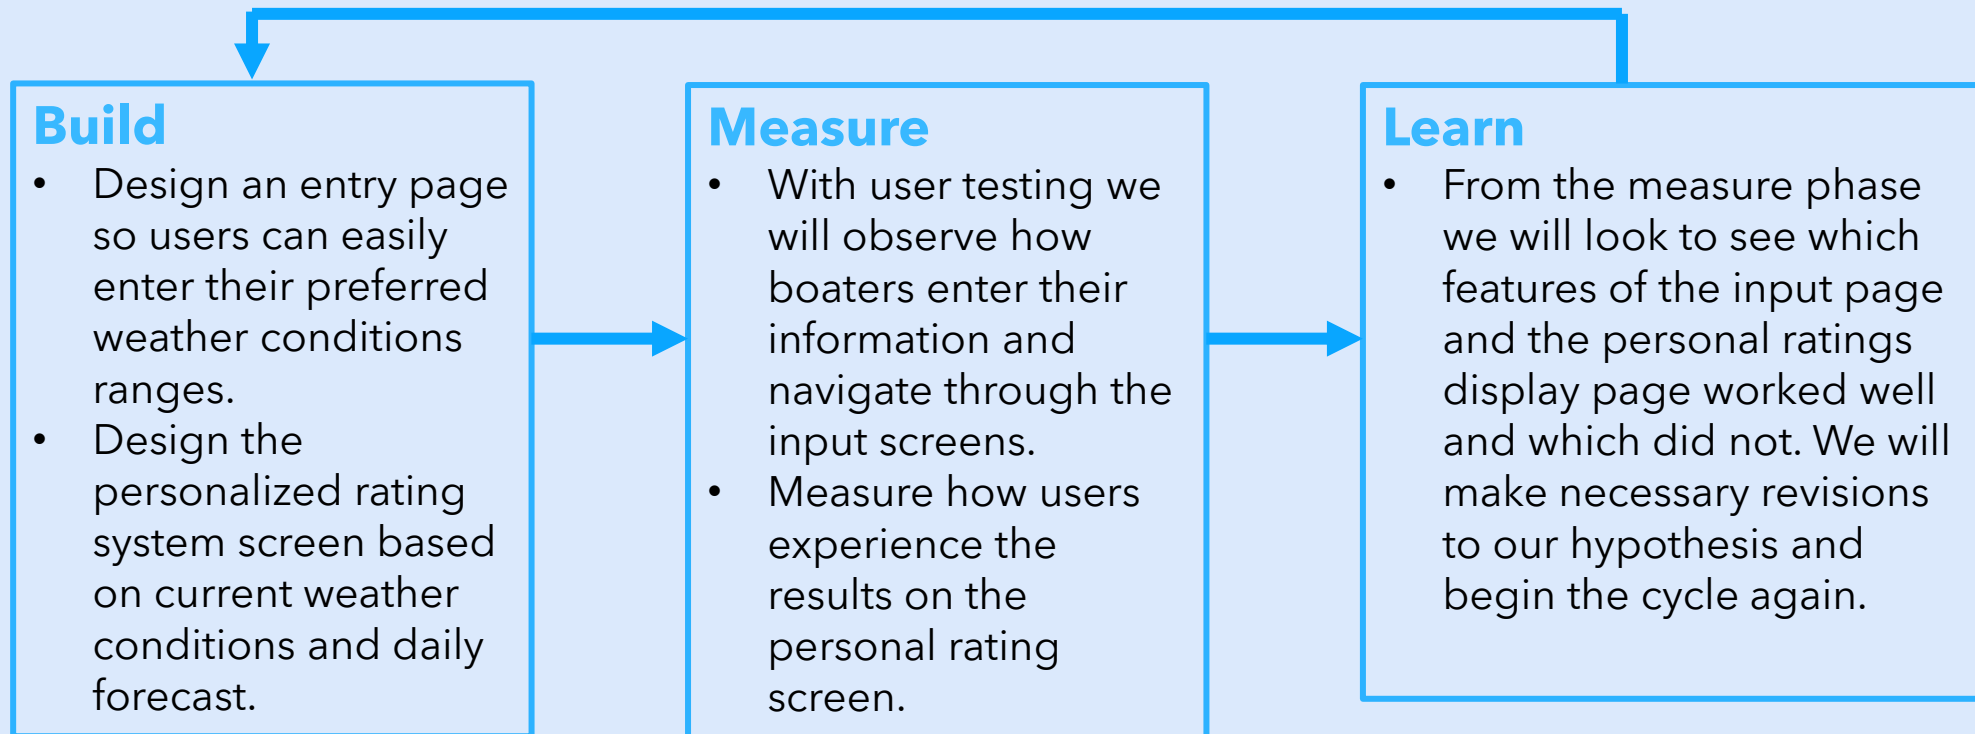 Build
• Design an entry page
so users can easily
enter their preferred
weather conditions
ranges.
• Design the
personalized rating
system screen based
on current weather
conditions and daily
forecast.
Measure
• With user testing we
will observe how
boaters enter their
information and
navigate through the
input screens.
• Measure how users
experience the
results on the
personal rating
screen.
Learn
• From the measure phase
we will look to see which
features of the input page
and the personal ratings
display page worked well
and which did not. We will
make necessary revisions
to our hypothesis and
begin the cycle again.